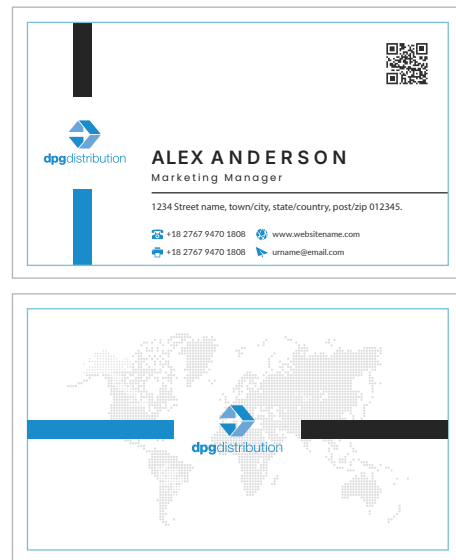 dpgdistribution
ALEX ANDERSON
Marketing Manager
1234 Street name, town/city, state/country, post/zip 012345.
+18 2767 9470 1808 www.websitename.com
+18 2767 9470 1808 urname@email.com
dpgdistribution